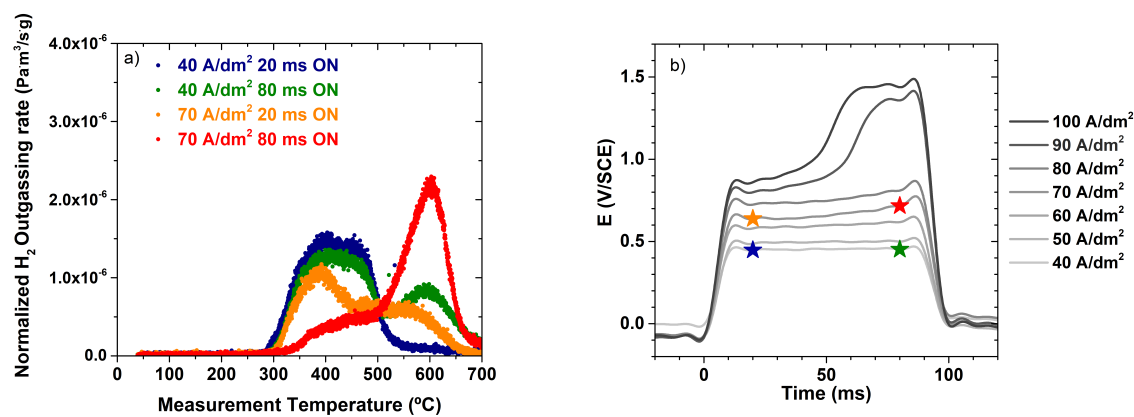 a)
40 A/dm² 20 ms ON
40 A/dm² 80 ms ON
70 A/dm² 20 ms ON
70 A/dm² 80 ms ON
Normalized H₂ Outgassing rate (Pa·m³/s·g)
4.0x10⁻⁶
3.0x10⁻⁶
2.0x10⁻⁶
1.0x10⁻⁶
0.0
0 100 200 300 400 500 600 700
Measurement Temperature (ºC)
b)
E (V/SCE)
1.5
1.0
0.5
0.0
0 50 100
Time (ms)
100 A/dm²
90 A/dm²
80 A/dm²
70 A/dm²
60 A/dm²
50 A/dm²
40 A/dm²